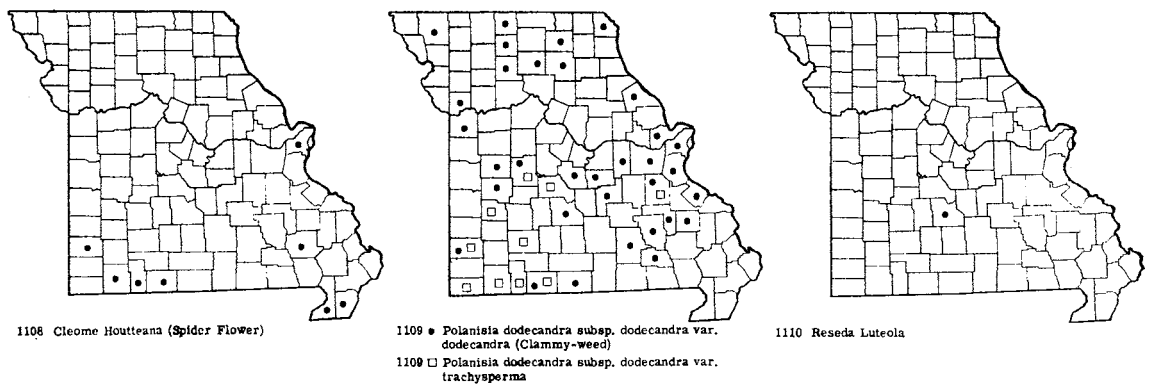 1108 Cleome Houtteana (Spider Flower)
1109 ● Polanisia dodecandra subsp. dodecandra var.
dodecandra (Clammy-weed)
1109 □ Polanisia dodecandra subsp. dodecandra var.
trachysperma
1110 Reseda Luteola